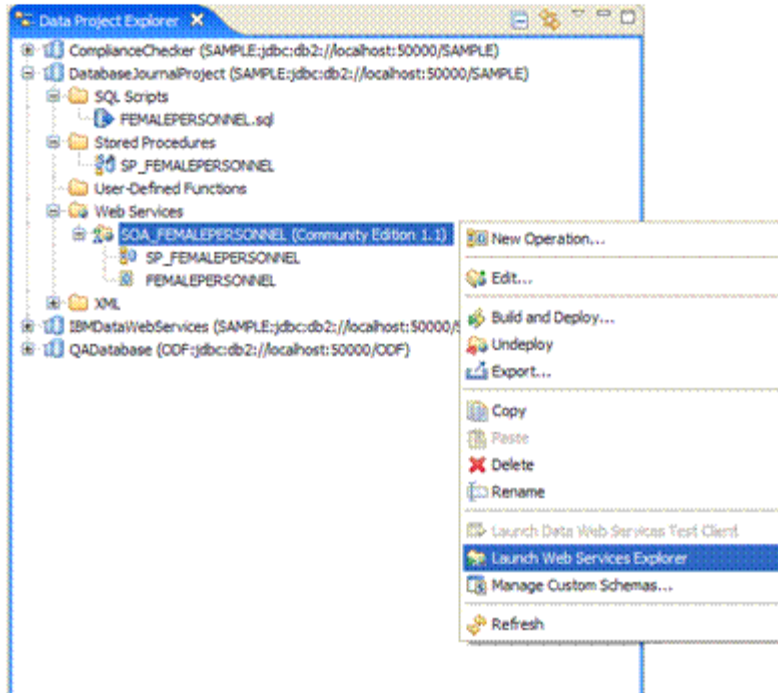 Data Project Explorer
ComplianceChecker (SAMPLE:jdbc:db2://localhost:50000/SAMPLE)
DatabaseJournalProject (SAMPLE:jdbc:db2://localhost:50000/SAMPLE)
SQL Scripts
FEMALEPERSONNEL.sql
Stored Procedures
SP_FEMALEPERSONNEL
User-Defined Functions
Web Services
SOA_FEMALEPERSONNEL (Community Edition 1.1)
SP_FEMALEPERSONNEL
FEMALEPERSONNEL
XML
IBMDataWebServices (SAMPLE:jdbc:db2://localhost:50000/S
QADatabase (ODF:jdbc:db2://localhost:50000/ODF)
New Operation...
Edit...
Build and Deploy...
Undeploy
Export...
Copy
Paste
Delete
Rename
Launch Data Web Services Test Client
Launch Web Services Explorer
Manage Custom Schemas...
Refresh